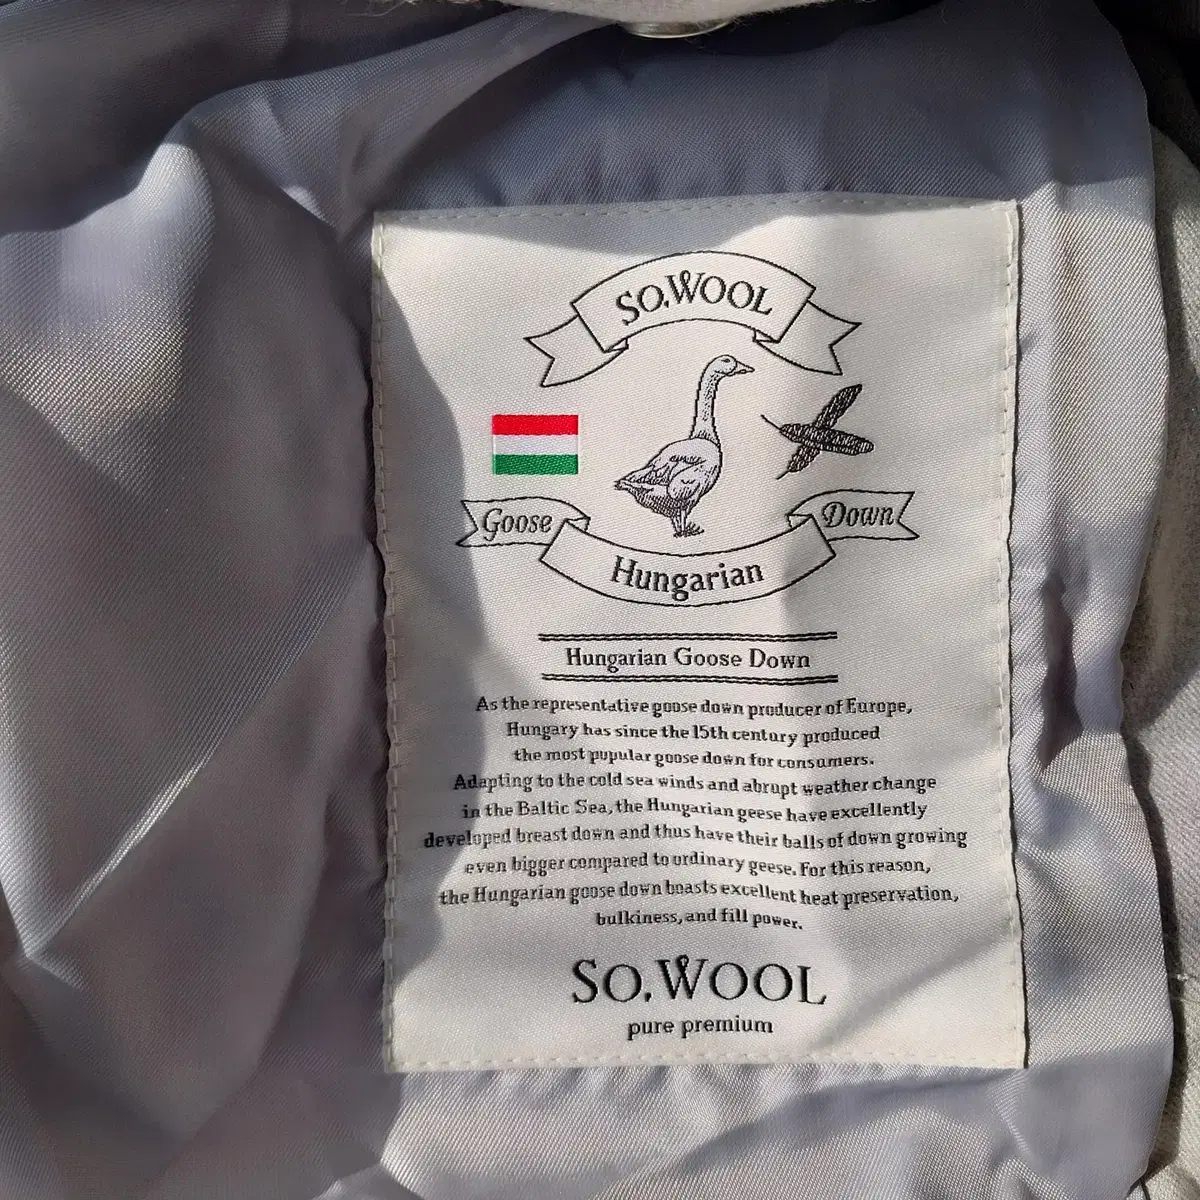 SO.WOOL
Goose
Down
Hungarian
Hungarian Goose Down
As the representative goose down producer of Europe,
Hungary has since the 15th century produced
the most pupular goose down for consumers.
Adapting to the cold sea winds and abrupt weather change
in the Baltic Sea, the Hungarian geese have excellently
developed breast down and thus have their balls of down growing
even bigger compared to ordinary geese. For this reason,
the Hungarian goose down boasts excellent heat preservation,
bulkiness, and fill power.
SO.WOOL
pure premium